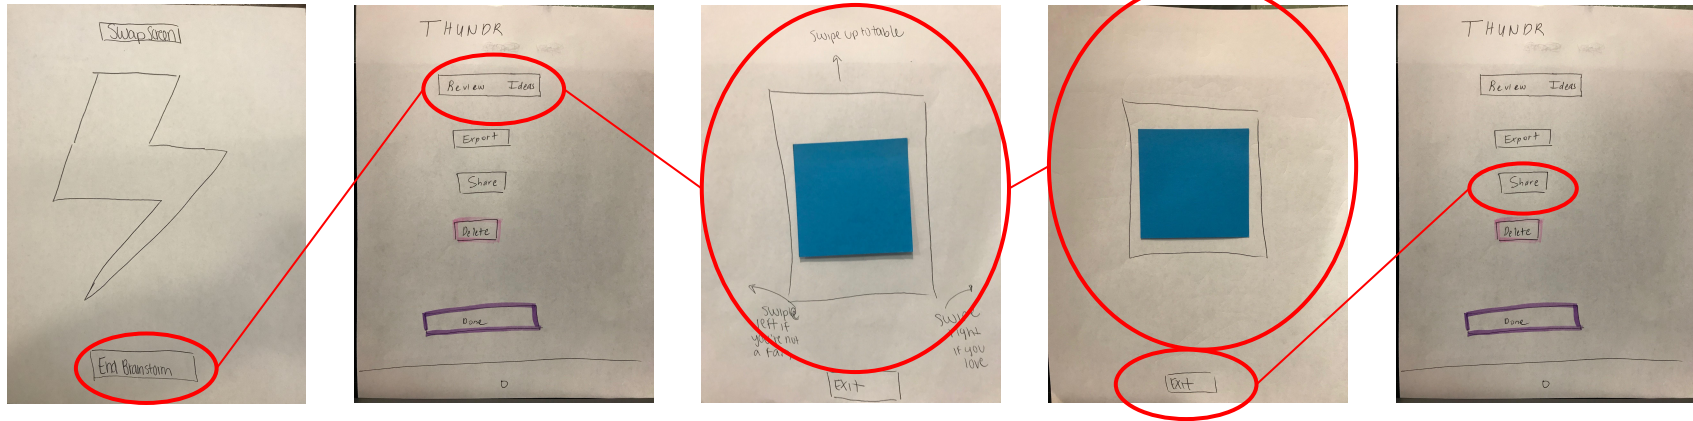 Swap Screen
End Brainstorm
THUNDR
Review Ideas
Export
Share
Delete
Done
Swipe up to table
Swipe
left if
you're not
a fan
Swipe
right
if you
love
Exit
Exit
THUNDR
Review Ideas
Export
Share
Delete
Done